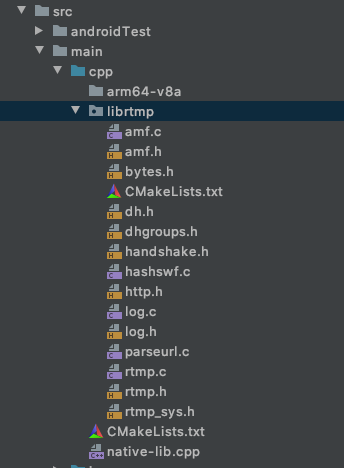 src
androidTest
main
cpp
arm64-v8a
librtmp
amf.c
amf.h
bytes.h
CMakeLists.txt
dh.h
dhgroups.h
handshake.h
hashswf.c
http.h
log.c
log.h
parseurl.c
rtmp.c
rtmp.h
rtmp_sys.h
CMakeLists.txt
native-lib.cpp